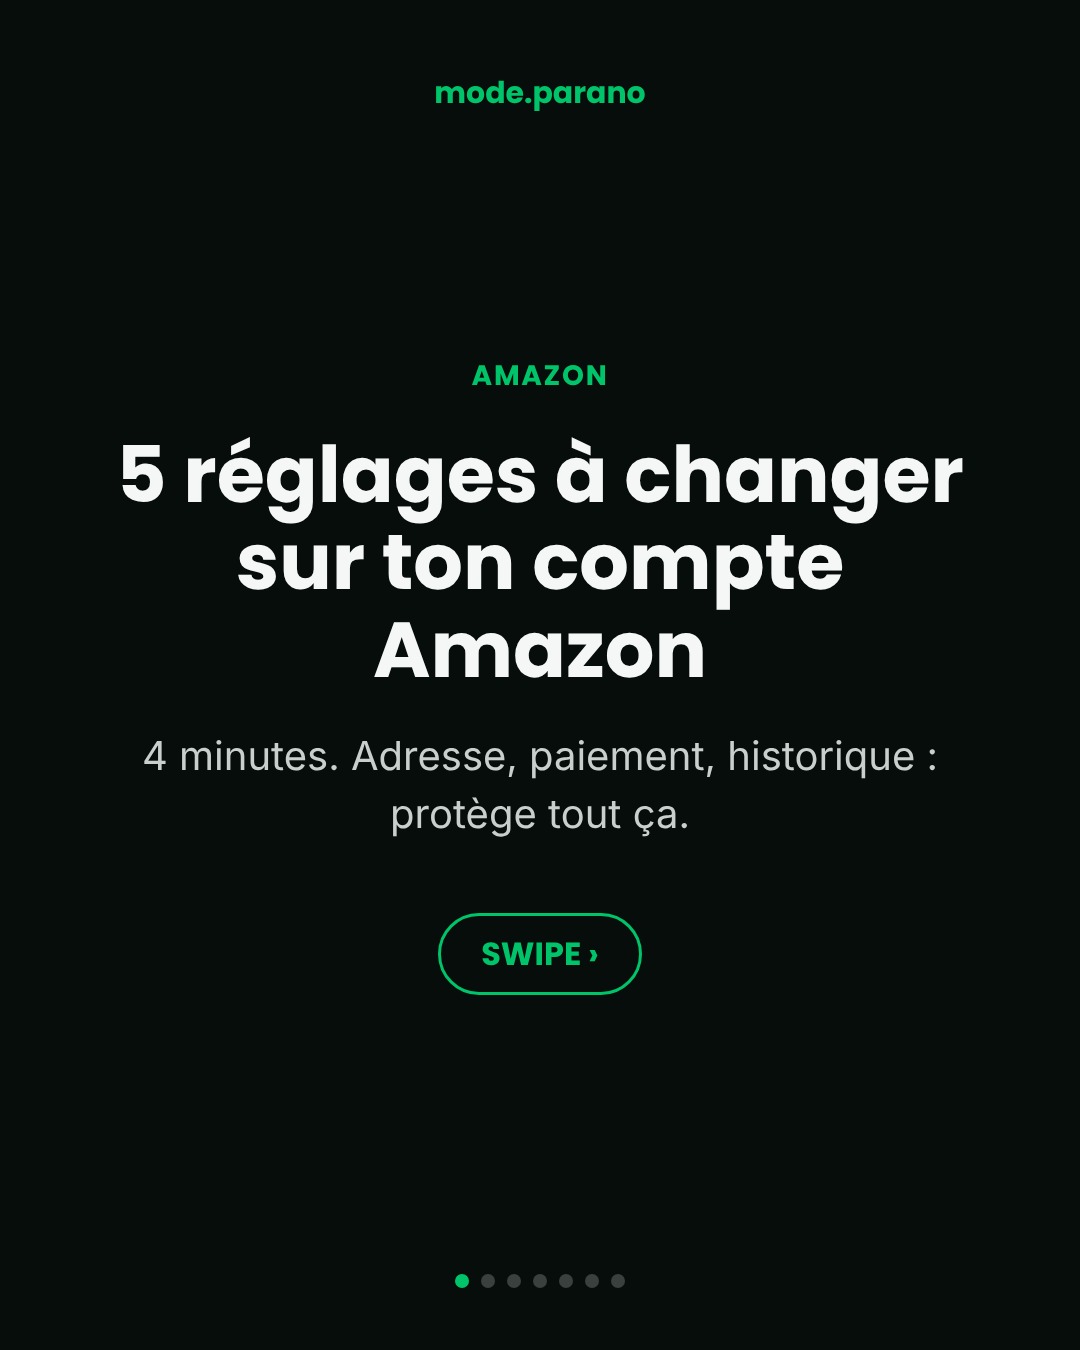 mode.parano
AMAZON
5 réglages à changer
sur ton compte
Amazon
4 minutes. Adresse, paiement, historique :
protège tout ça.
SWIPE ›